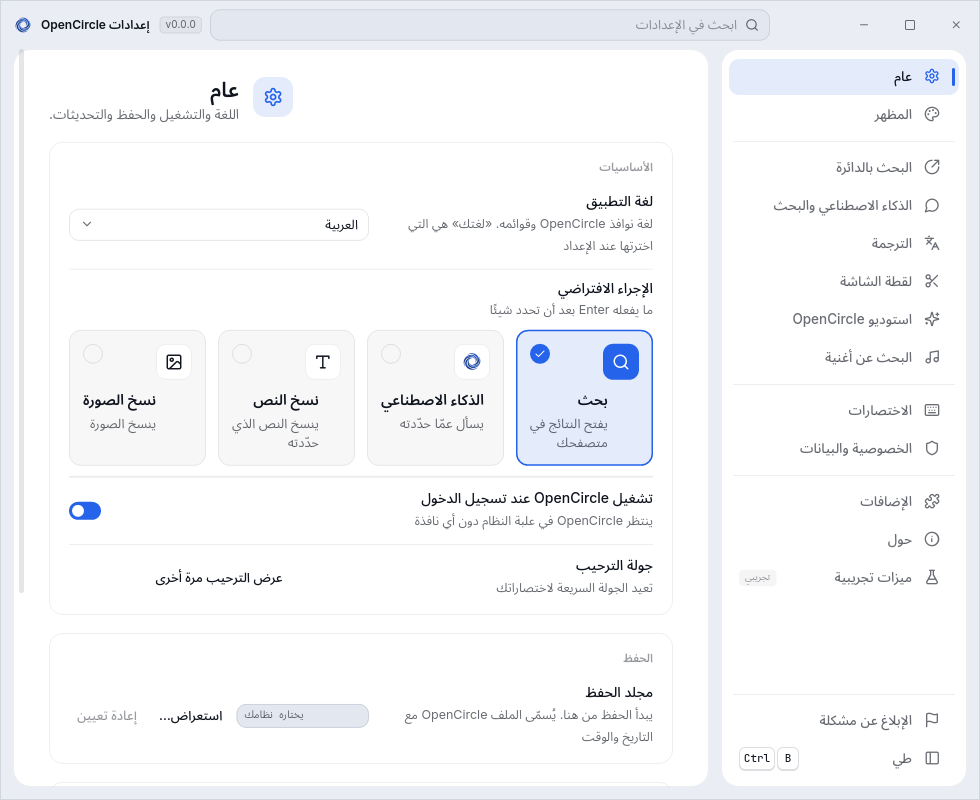 إعدادات OpenCircle
v0.0.0
ابحث في الإعدادات
عام
المظهر
البحث بالدائرة
الذكاء الاصطناعي والبحث
الترجمة
لقطة الشاشة
استوديو OpenCircle
البحث عن أغنية
الاختصارات
الخصوصية والبيانات
الإضافات
حول
ميزات تجريبية
تجريبي
الإبلاغ عن مشكلة
طي
Ctrl B
عام
اللغة والتشغيل والحفظ والتحديثات.
الأساسيات
لغة التطبيق
لغة نوافذ OpenCircle وقوائمه. «لغتك» هي التي
اخترتها عند الإعداد
العربية
الإجراء الافتراضي
ما يفعله Enter بعد أن تحدد شيئًا
بحث
يفتح النتائج في
متصفحك
الذكاء الاصطناعي
يسأل عمّا حدّدته
نسخ النص
ينسخ النص الذي
حدّدته
نسخ الصورة
ينسخ الصورة
تشغيل OpenCircle عند تسجيل الدخول
ينتظر OpenCircle في علبة النظام دون أي نافذة
جولة الترحيب
تعيد الجولة السريعة لاختصاراتك
عرض الترحيب مرة أخرى
الحفظ
مجلد الحفظ
يبدأ الحفظ من هنا. يُسمّى الملف OpenCircle مع
التاريخ والوقت
يختاره نظامك
استعراض...
إعادة تعيين